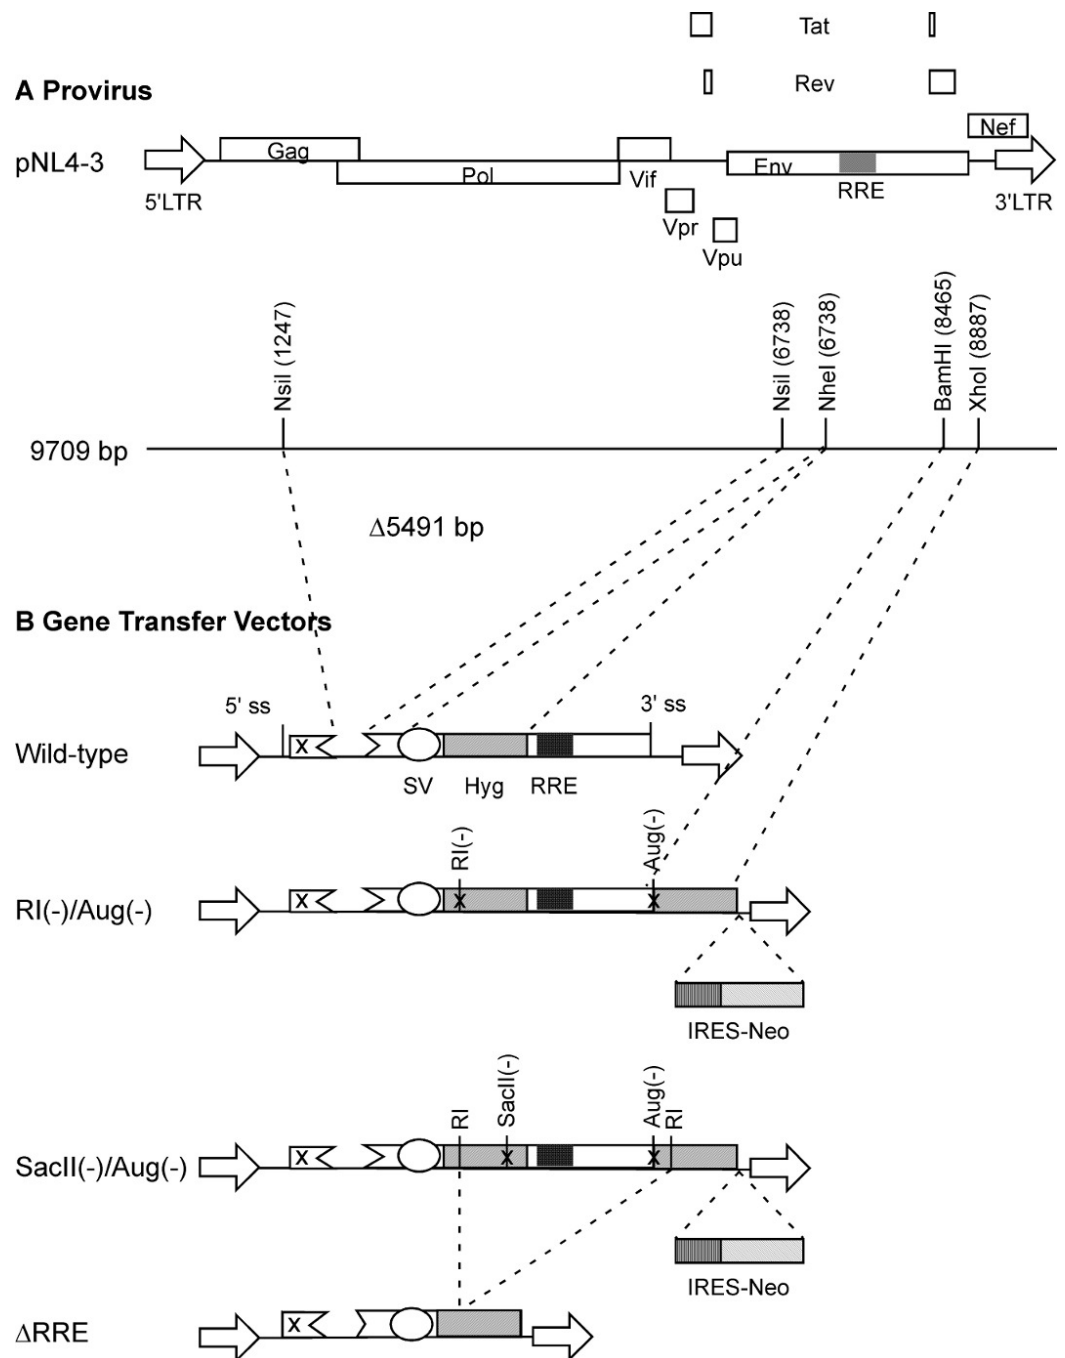 Tat
Rev
A Provirus
pNL4-3
Gag
Pol
Vif
Env
Nef
RRE
5'LTR
3'LTR
Vpr
Vpu
NsiI (1247)
NsiI (6738)
NheI (6738)
BamHI (8465)
XhoI (8887)
9709 bp
Δ5491 bp
B Gene Transfer Vectors
5' ss
3' ss
Wild-type
X
SV
Hyg
RRE
RI(-)
Aug(-)
RI(-)/Aug(-)
X
X
X
IRES-Neo
RI
SacII(-)
Aug(-)
RI
SacII(-)/Aug(-)
X
X
X
IRES-Neo
ΔRRE
X